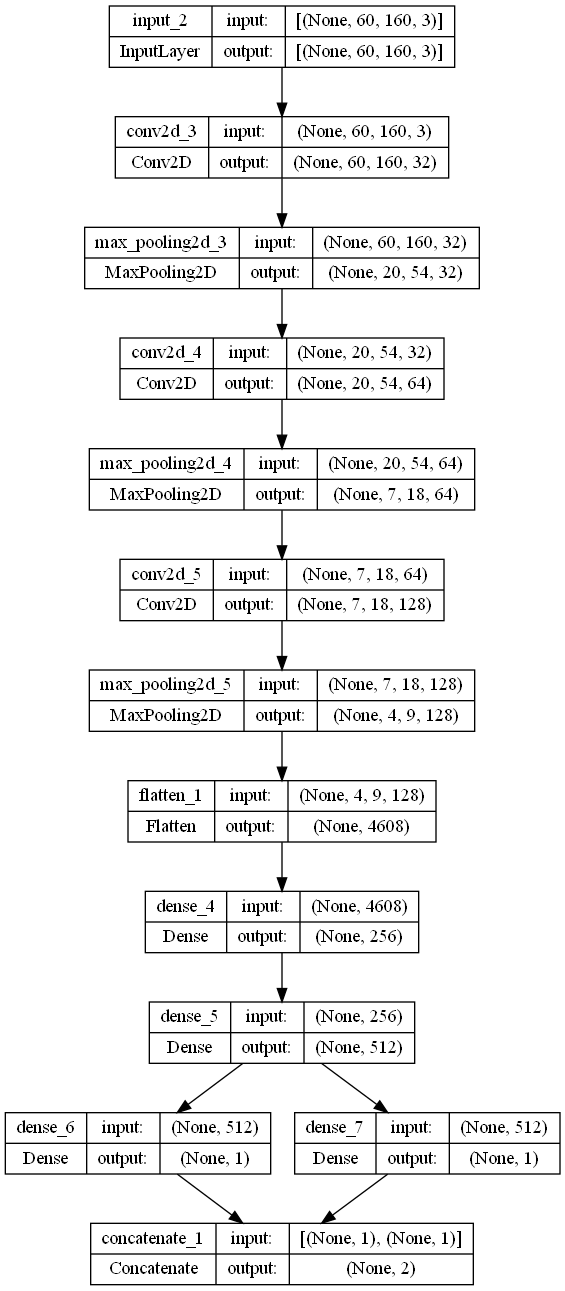 input_2 input: [(None, 60, 160, 3)]
InputLayer output: [(None, 60, 160, 3)]
conv2d_3 input: (None, 60, 160, 3)
Conv2D output: (None, 60, 160, 32)
max_pooling2d_3 input: (None, 60, 160, 32)
MaxPooling2D output: (None, 20, 54, 32)
conv2d_4 input: (None, 20, 54, 32)
Conv2D output: (None, 20, 54, 64)
max_pooling2d_4 input: (None, 20, 54, 64)
MaxPooling2D output: (None, 7, 18, 64)
conv2d_5 input: (None, 7, 18, 64)
Conv2D output: (None, 7, 18, 128)
max_pooling2d_5 input: (None, 7, 18, 128)
MaxPooling2D output: (None, 4, 9, 128)
flatten_1 input: (None, 4, 9, 128)
Flatten output: (None, 4608)
dense_4 input: (None, 4608)
Dense output: (None, 256)
dense_5 input: (None, 256)
Dense output: (None, 512)
dense_6 input: (None, 512)
Dense output: (None, 1)
dense_7 input: (None, 512)
Dense output: (None, 1)
concatenate_1 input: [(None, 1), (None, 1)]
Concatenate output: (None, 2)